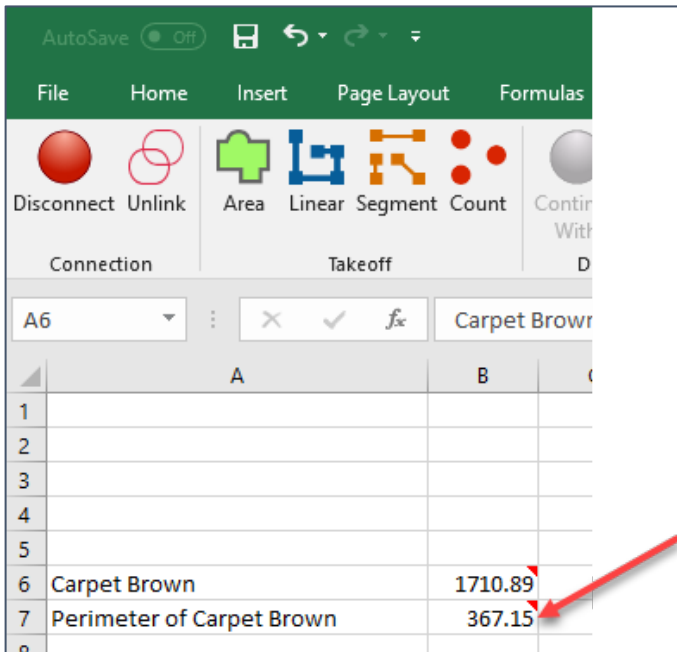 AutoSave Off
File Home Insert Page Layout Formulas
Disconnect Unlink Area Linear Segment Count
Connection Takeoff
A6 fx Carpet
A B
1
2
3
4
5
6 Carpet Brown 1710.89
7 Perimeter of Carpet Brown 367.15